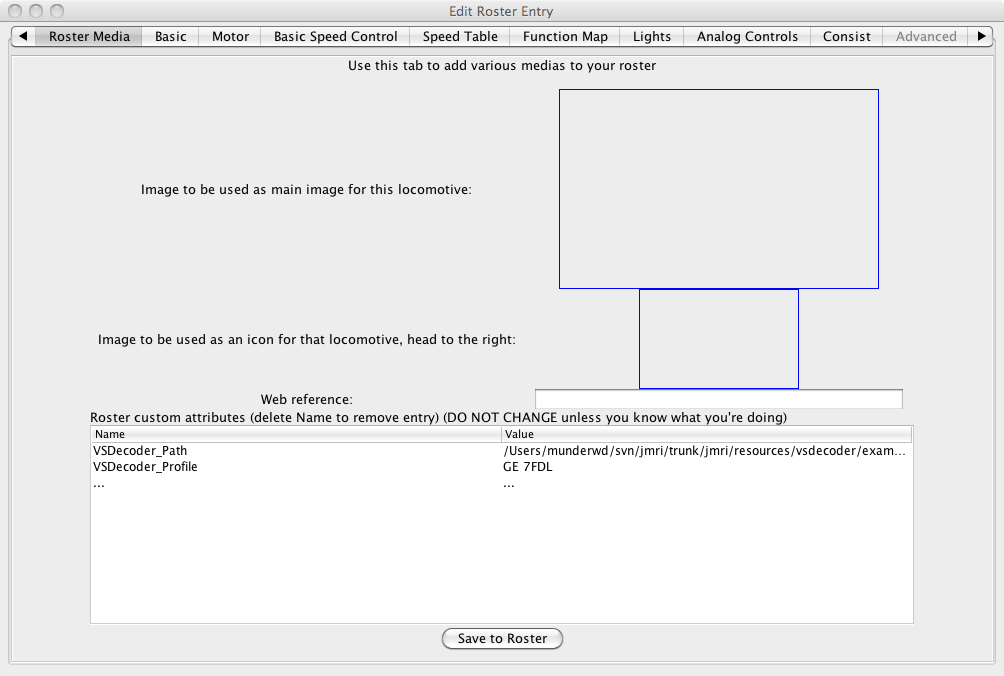 Edit Roster Entry
Roster Media Basic Motor Basic Speed Control Speed Table Function Map Lights Analog Controls Consist Advanced
Use this tab to add various medias to your roster
Image to be used as main image for this locomotive:
Image to be used as an icon for that locomotive, head to the right:
Web reference:
Roster custom attributes (delete Name to remove entry) (DO NOT CHANGE unless you know what you're doing)
Name Value
VSDecoder_Path /Users/munderwd/svn/jmri/trunk/jmri/resources/vsdecoder/exam...
VSDecoder_Profile GE 7FDL
... ...
Save to Roster